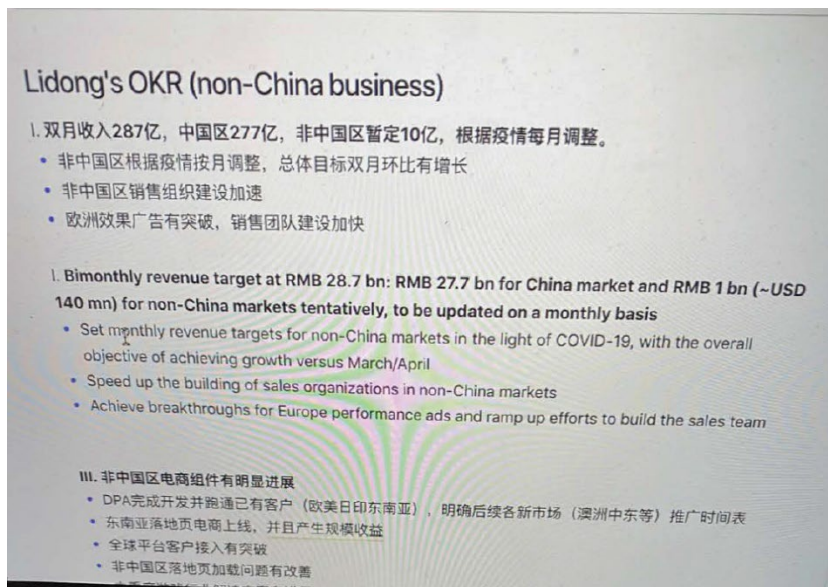 Lidong's OKR (non-China business)
I. 双月收入287亿，中国区277亿，非中国区暂定10亿，根据疫情每月调整。
• 非中国区根据疫情按月调整，总体目标双月环比有增长
• 非中国区销售组织建设加速
• 欧洲效果广告有突破，销售团队建设加快
I. Bimonthly revenue target at RMB 28.7 bn: RMB 27.7 bn for China market and RMB 1 bn (~USD
140 mn) for non-China markets tentatively, to be updated on a monthly basis
• Set monthly revenue targets for non-China markets in the light of COVID-19, with the overall
objective of achieving growth versus March/April
• Speed up the building of sales organizations in non-China markets
• Achieve breakthroughs for Europe performance ads and ramp up efforts to build the sales team
III. 非中国区电商组件有明显进展
• DPA完成开发并跑通已有客户（欧美日印东南亚），明确后续各新市场（澳洲中东等）推广时间表
• 东南亚落地页电商上线，并且产生规模收益
• 全球平台客户接入有突破
• 非中国区落地页加载问题有改善